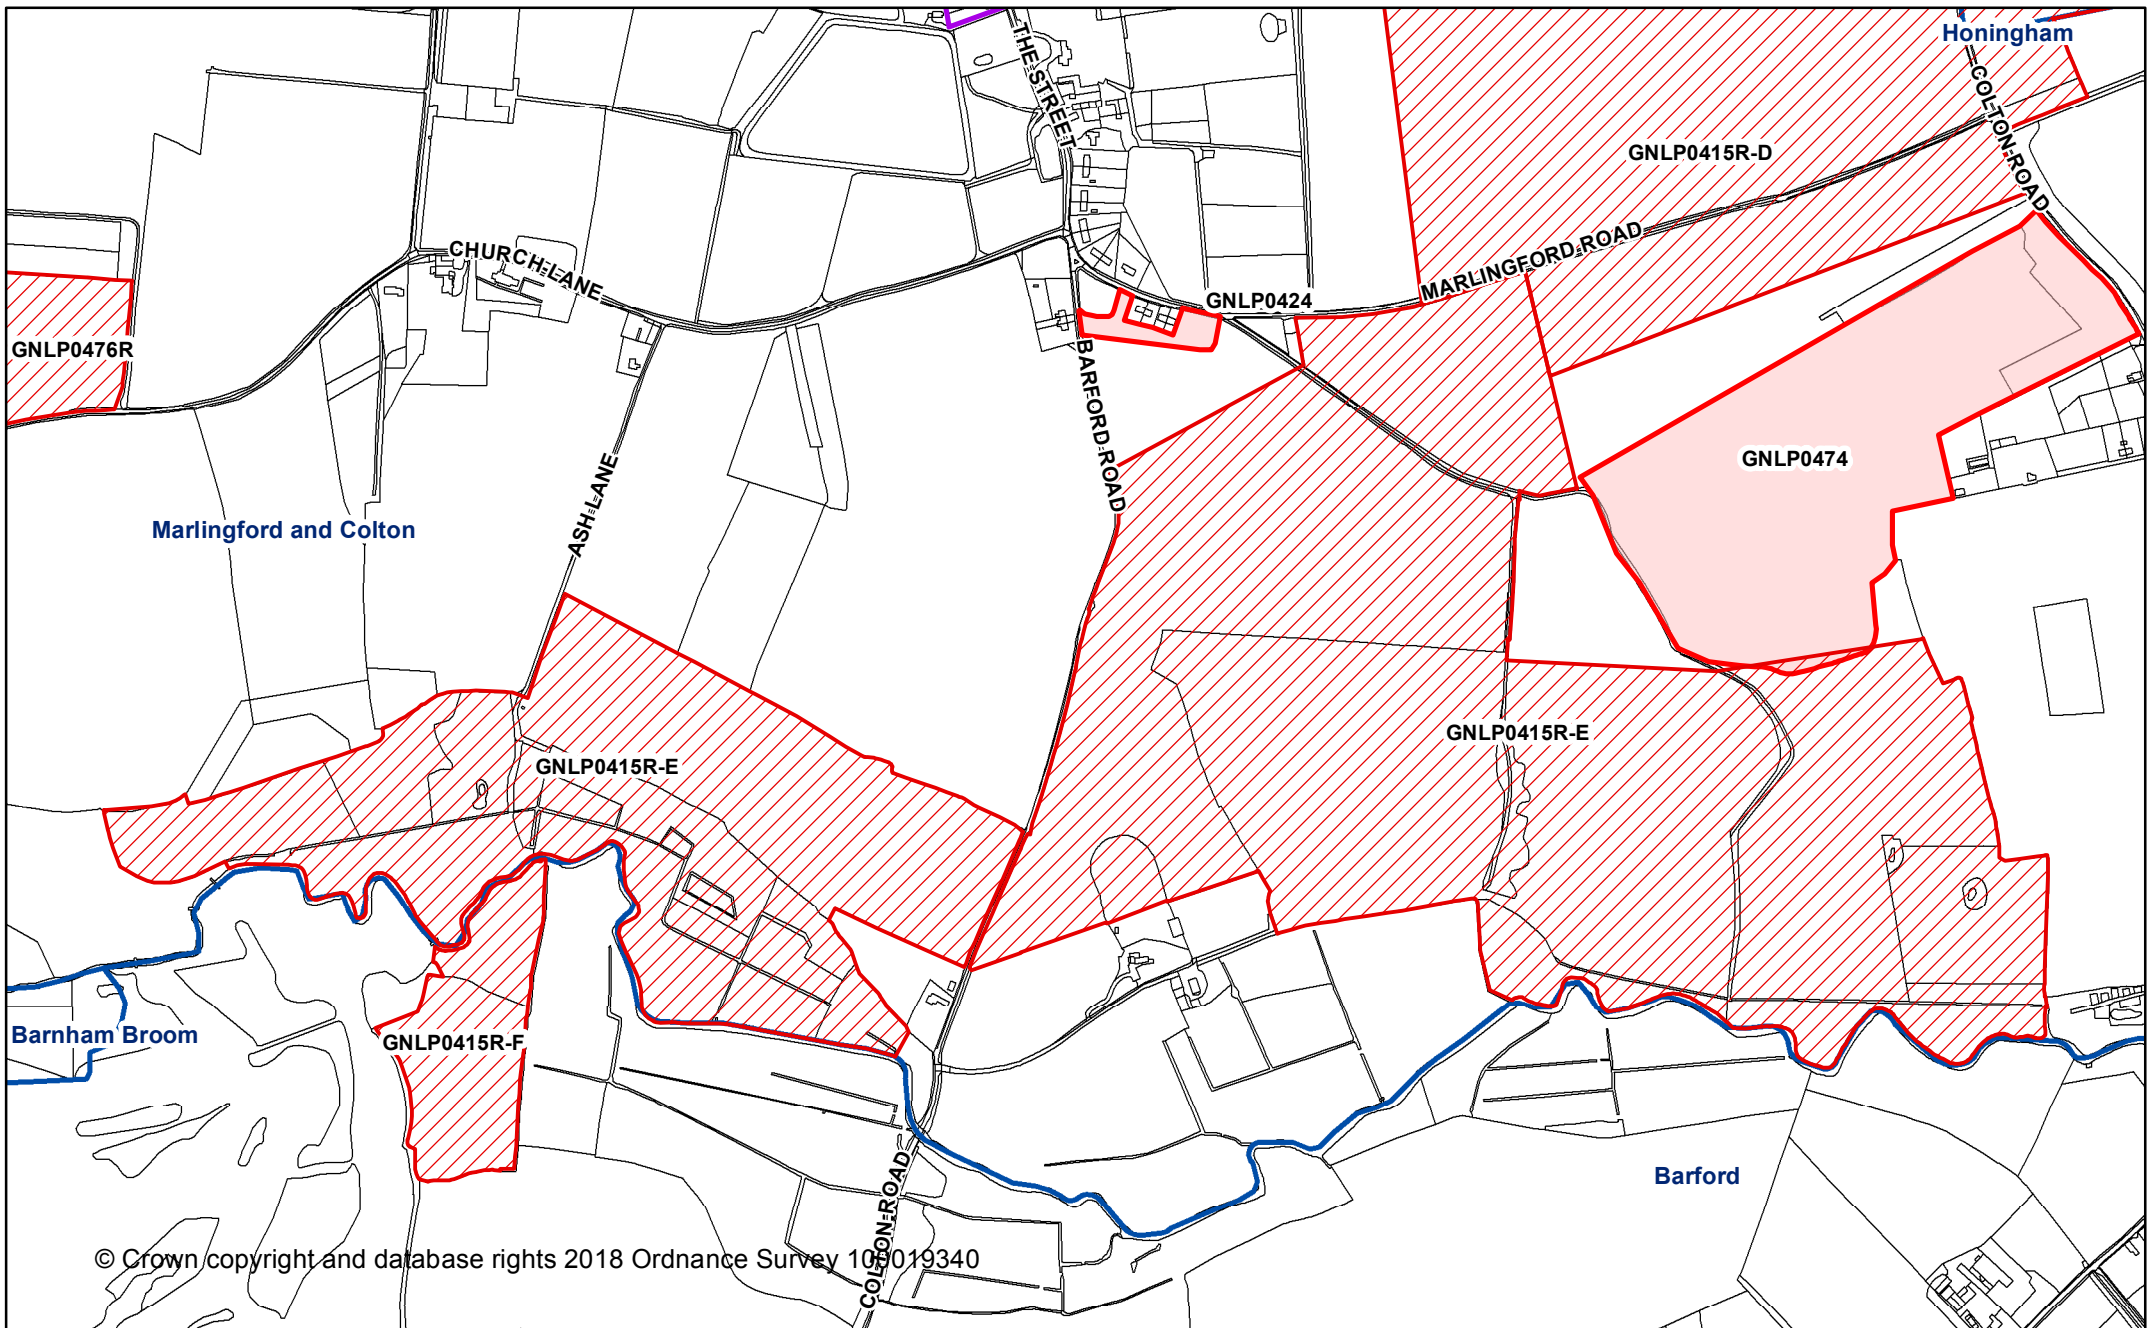 Honingham
THE STREET
COLTON ROAD
GNLP0415R-D
CHURCH LANE
MARLINGFORD ROAD
GNLP0424
GNLP0476R
BARFORD ROAD
GNLP0474
ASH LANE
Marlingford and Colton
GNLP0415R-E
GNLP0415R-E
Barnham Broom
GNLP0415R-F
Barford
COLTON ROAD
© Crown copyright and database rights 2018 Ordnance Survey 100019340